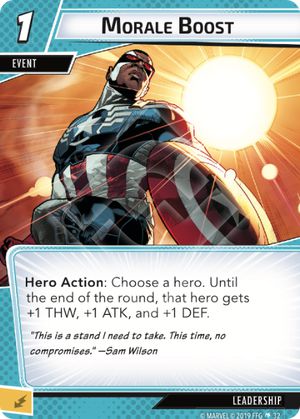 1
MORALE BOOST
EVENT
Hero Action: Choose a hero. Until
the end of the round, that hero gets
+1 THW, +1 ATK, and +1 DEF.
"This is a stand I need to take. This time, no
compromises." —Sam Wilson
LEADERSHIP
© MARVEL © 2019 FFG 32